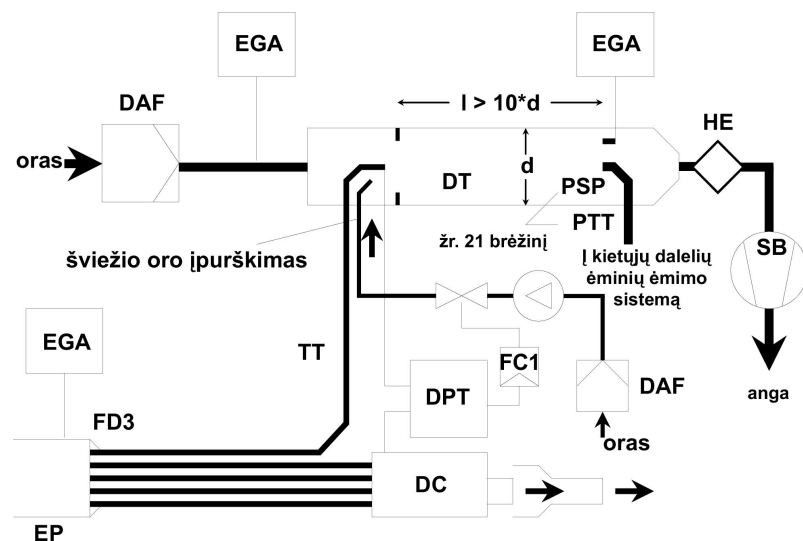 EGA
EGA
DAF
l > 10*d
HE
oras
d
DT
PSP
PTT
SB
žr. 21 brėžinį
šviežio oro įpurškimas
Į kietųjų dalelių
ėminių ėmimo
sistemą
TT
EGA
FC1
DPT
DAF
anga
FD3
oras
DC
EP